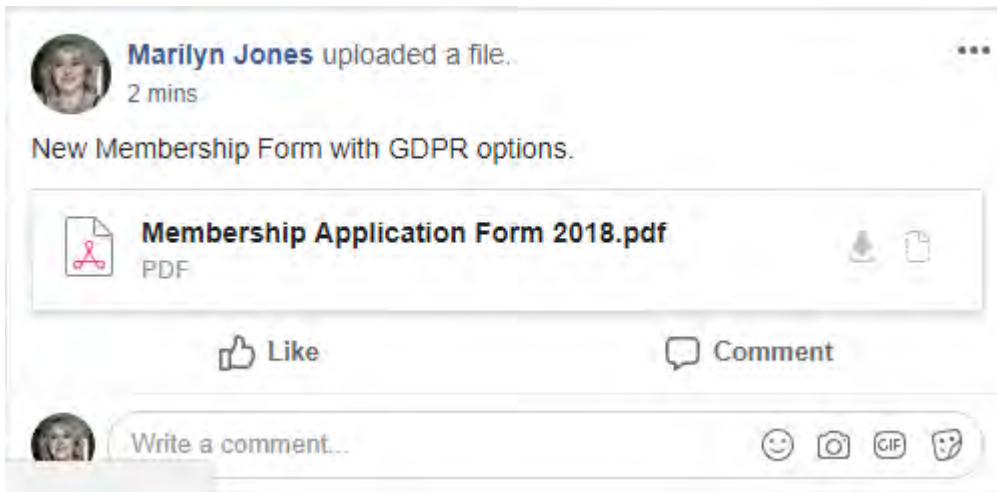 Marilyn Jones uploaded a file.
2 mins
New Membership Form with GDPR options.
Membership Application Form 2018.pdf
PDF
Like
Comment
Write a comment...
GIF